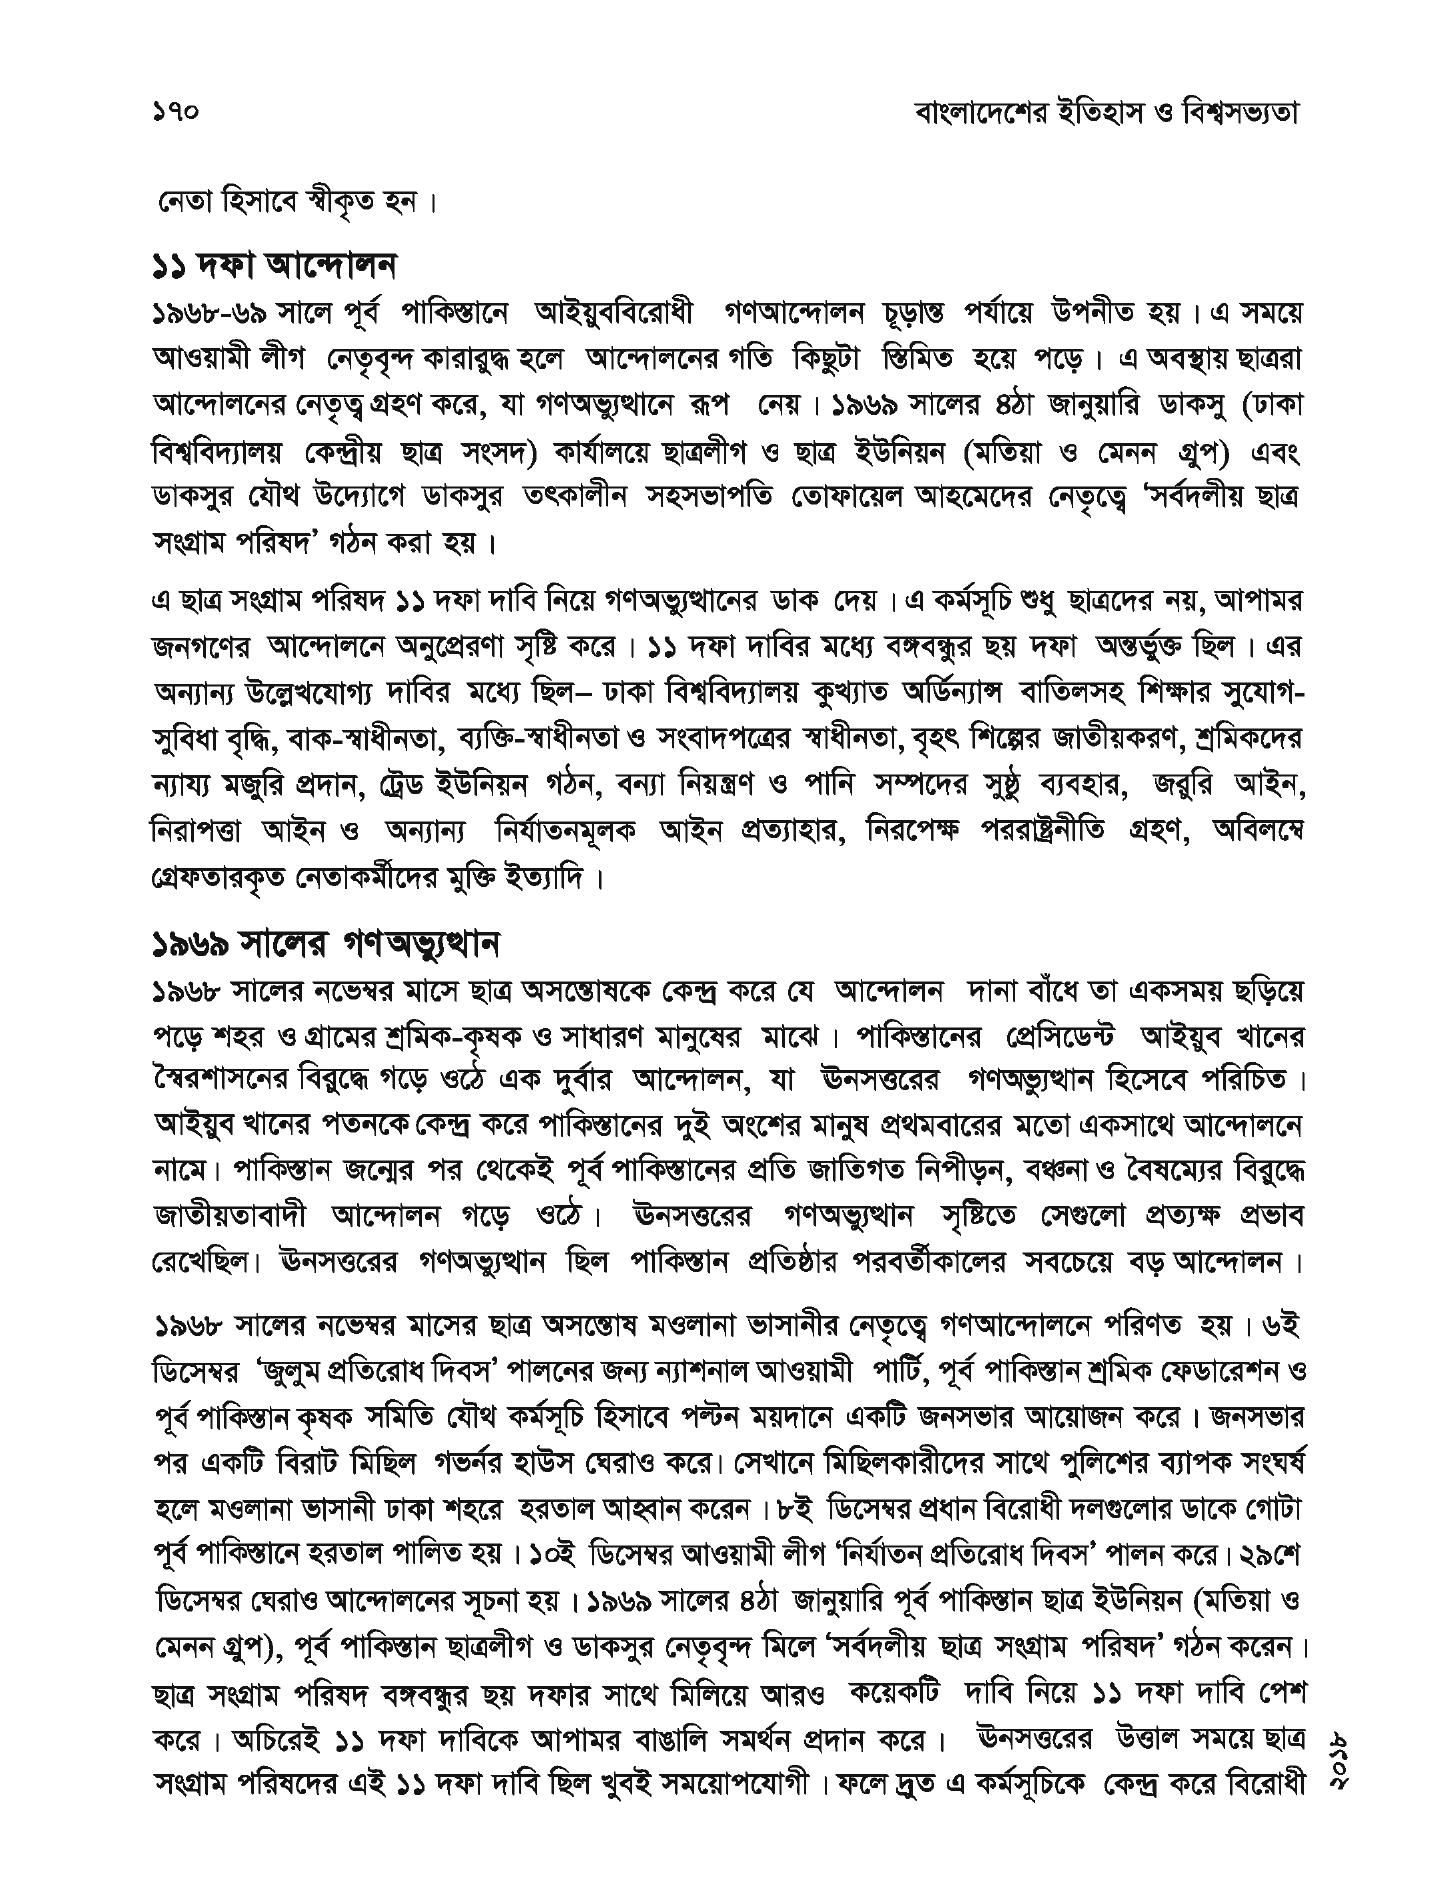 ১৭০
বাংলাদেশের ইতিহাস ও বিশ্বসভ্যতা
নেতা হিসাবে স্বীকৃত হন ।
১১ দফা আন্দোলন
১৯৬৮-৬৯ সালে পূর্ব পাকিস্তানে আইয়ুববিরোধী গণআন্দোলন চূড়ান্ত পর্যায়ে উপনীত হয় । এ সময়ে
আওয়ামী লীগ নেতৃবৃন্দ কারারুদ্ধ হলে আন্দোলনের গতি কিছুটা স্তিমিত হয়ে পড়ে । এ অবস্থায় ছাত্ররা
আন্দোলনের নেতৃত্ব গ্রহণ করে, যা গণঅভ্যুত্থানে রূপ নেয় । ১৯৬৯ সালের ৪ঠা জানুয়ারি ডাকসু (ঢাকা
বিশ্ববিদ্যালয় কেন্দ্রীয় ছাত্র সংসদ) কার্যালয়ে ছাত্রলীগ ও ছাত্র ইউনিয়ন (মতিয়া ও মেনন গ্রুপ) এবং
ডাকসুর যৌথ উদ্যোগে ডাকসুর তৎকালীন সহসভাপতি তোফায়েল আহমেদের নেতৃত্বে ‘সর্বদলীয় ছাত্র
সংগ্রাম পরিষদ’ গঠন করা হয় ।
এ ছাত্র সংগ্রাম পরিষদ ১১ দফা দাবি নিয়ে গণঅভ্যুত্থানের ডাক দেয় । এ কর্মসূচি শুধু ছাত্রদের নয়, আপামর
জনগণের আন্দোলনে অনুপ্রেরণা সৃষ্টি করে । ১১ দফা দাবির মধ্যে বঙ্গবন্ধুর ছয় দফা অন্তর্ভুক্ত ছিল । এর
অন্যান্য উল্লেখযোগ্য দাবির মধ্যে ছিল– ঢাকা বিশ্ববিদ্যালয় কুখ্যাত অর্ডিন্যান্স বাতিলসহ শিক্ষার সুযোগ-
সুবিধা বৃদ্ধি, বাক-স্বাধীনতা, ব্যক্তি-স্বাধীনতা ও সংবাদপত্রের স্বাধীনতা, বৃহৎ শিল্পের জাতীয়করণ, শ্রমিকদের
ন্যায্য মজুরি প্রদান, ট্রেড ইউনিয়ন গঠন, বন্যা নিয়ন্ত্রণ ও পানি সম্পদের সুষ্ঠু ব্যবহার, জরুরি আইন,
নিরাপত্তা আইন ও অন্যান্য নির্যাতনমূলক আইন প্রত্যাহার, নিরপেক্ষ পররাষ্ট্রনীতি গ্রহণ, অবিলম্বে
গ্রেফতারকৃত নেতাকর্মীদের মুক্তি ইত্যাদি ।
১৯৬৯ সালের গণঅভ্যুত্থান
১৯৬৮ সালের নভেম্বর মাসে ছাত্র অসন্তোষকে কেন্দ্র করে যে আন্দোলন দানা বাঁধে তা একসময় ছড়িয়ে
পড়ে শহর ও গ্রামের শ্রমিক-কৃষক ও সাধারণ মানুষের মাঝে । পাকিস্তানের প্রেসিডেন্ট আইয়ুব খানের
স্বৈরশাসনের বিরুদ্ধে গড়ে ওঠে এক দুর্বার আন্দোলন, যা ঊনসত্তরের গণঅভ্যুত্থান হিসেবে পরিচিত ।
আইয়ুব খানের পতনকে কেন্দ্র করে পাকিস্তানের দুই অংশের মানুষ প্রথমবারের মতো একসাথে আন্দোলনে
নামে। পাকিস্তান জন্মের পর থেকেই পূর্ব পাকিস্তানের প্রতি জাতিগত নিপীড়ন, বঞ্চনা ও বৈষম্যের বিরুদ্ধে
জাতীয়তাবাদী আন্দোলন গড়ে ওঠে । ঊনসত্তরের গণঅভ্যুত্থান সৃষ্টিতে সেগুলো প্রত্যক্ষ প্রভাব
রেখেছিল। ঊনসত্তরের গণঅভ্যুত্থান ছিল পাকিস্তান প্রতিষ্ঠার পরবর্তীকালের সবচেয়ে বড় আন্দোলন ।
১৯৬৮ সালের নভেম্বর মাসের ছাত্র অসন্তোষ মওলানা ভাসানীর নেতৃত্বে গণআন্দোলনে পরিণত হয় । ৬ই
ডিসেম্বর ‘জুলুম প্রতিরোধ দিবস’ পালনের জন্য ন্যাশনাল আওয়ামী পার্টি, পূর্ব পাকিস্তান শ্রমিক ফেডারেশন ও
পূর্ব পাকিস্তান কৃষক সমিতি যৌথ কর্মসূচি হিসাবে পল্টন ময়দানে একটি জনসভার আয়োজন করে । জনসভার
পর একটি বিরাট মিছিল গভর্নর হাউস ঘেরাও করে। সেখানে মিছিলকারীদের সাথে পুলিশের ব্যাপক সংঘর্ষ
হলে মওলানা ভাসানী ঢাকা শহরে হরতাল আহ্বান করেন । ৮ই ডিসেম্বর প্রধান বিরোধী দলগুলোর ডাকে গোটা
পূর্ব পাকিস্তানে হরতাল পালিত হয় । ১০ই ডিসেম্বর আওয়ামী লীগ ‘নির্যাতন প্রতিরোধ দিবস’ পালন করে। ২৯শে
ডিসেম্বর ঘেরাও আন্দোলনের সূচনা হয় । ১৯৬৯ সালের ৪ঠা জানুয়ারি পূর্ব পাকিস্তান ছাত্র ইউনিয়ন (মতিয়া ও
মেনন গ্রুপ), পূর্ব পাকিস্তান ছাত্রলীগ ও ডাকসুর নেতৃবৃন্দ মিলে ‘সর্বদলীয় ছাত্র সংগ্রাম পরিষদ’ গঠন করেন ।
ছাত্র সংগ্রাম পরিষদ বঙ্গবন্ধুর ছয় দফার সাথে মিলিয়ে আরও কয়েকটি দাবি নিয়ে ১১ দফা দাবি পেশ
করে । অচিরেই ১১ দফা দাবিকে আপামর বাঙালি সমর্থন প্রদান করে । ঊনসত্তরের উত্তাল সময়ে ছাত্র
সংগ্রাম পরিষদের এই ১১ দফা দাবি ছিল খুবই সময়োপযোগী । ফলে দ্রুত এ কর্মসূচিকে কেন্দ্র করে বিরোধী
২০১৮